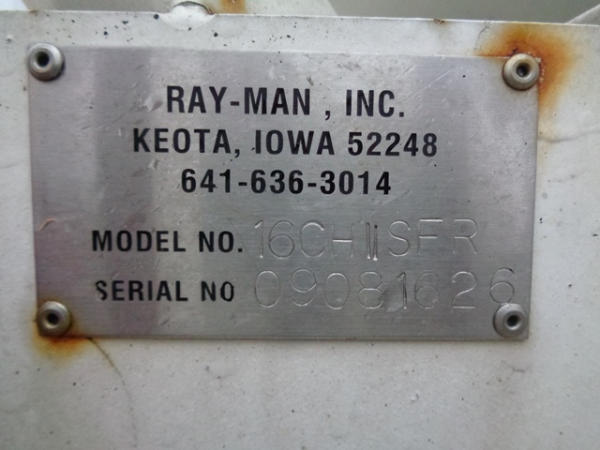 RAY-MAN , INC.
KEOTA, IOWA 52248
641-636-3014
MODEL NO. 16CHIISFR
SERIAL NO 09081626